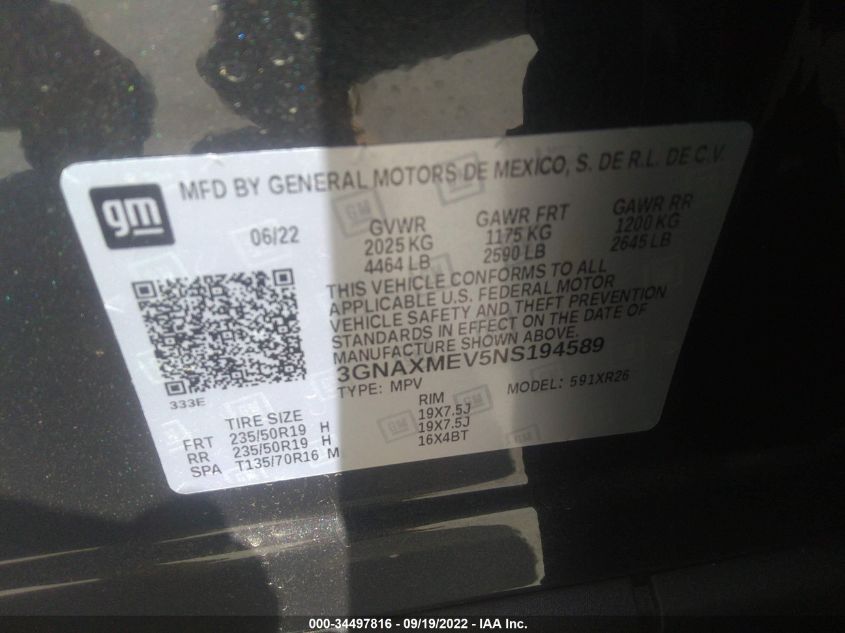 gm
MFD BY GENERAL MOTORS DE MEXICO, S. DE R.L. DE C.V.
06/22
GVWR
2025 KG
4464 LB
GAWR FRT
1175 KG
2590 LB
GAWR RR
1200 KG
2645 LB
THIS VEHICLE CONFORMS TO ALL
APPLICABLE U.S. FEDERAL MOTOR
VEHICLE SAFETY AND THEFT PREVENTION
STANDARDS IN EFFECT ON THE DATE OF
MANUFACTURE SHOWN ABOVE.
3GNAXMEV5NS194589
TYPE: MPV
MODEL: 591XR26
333E
TIRE SIZE
RIM
FRT 235/50R19 H 19X7.5J
RR 235/50R19 H 19X7.5J
SPA T135/70R16 M 16X4BT
000-34497816 - 09/19/2022 - IAA Inc.